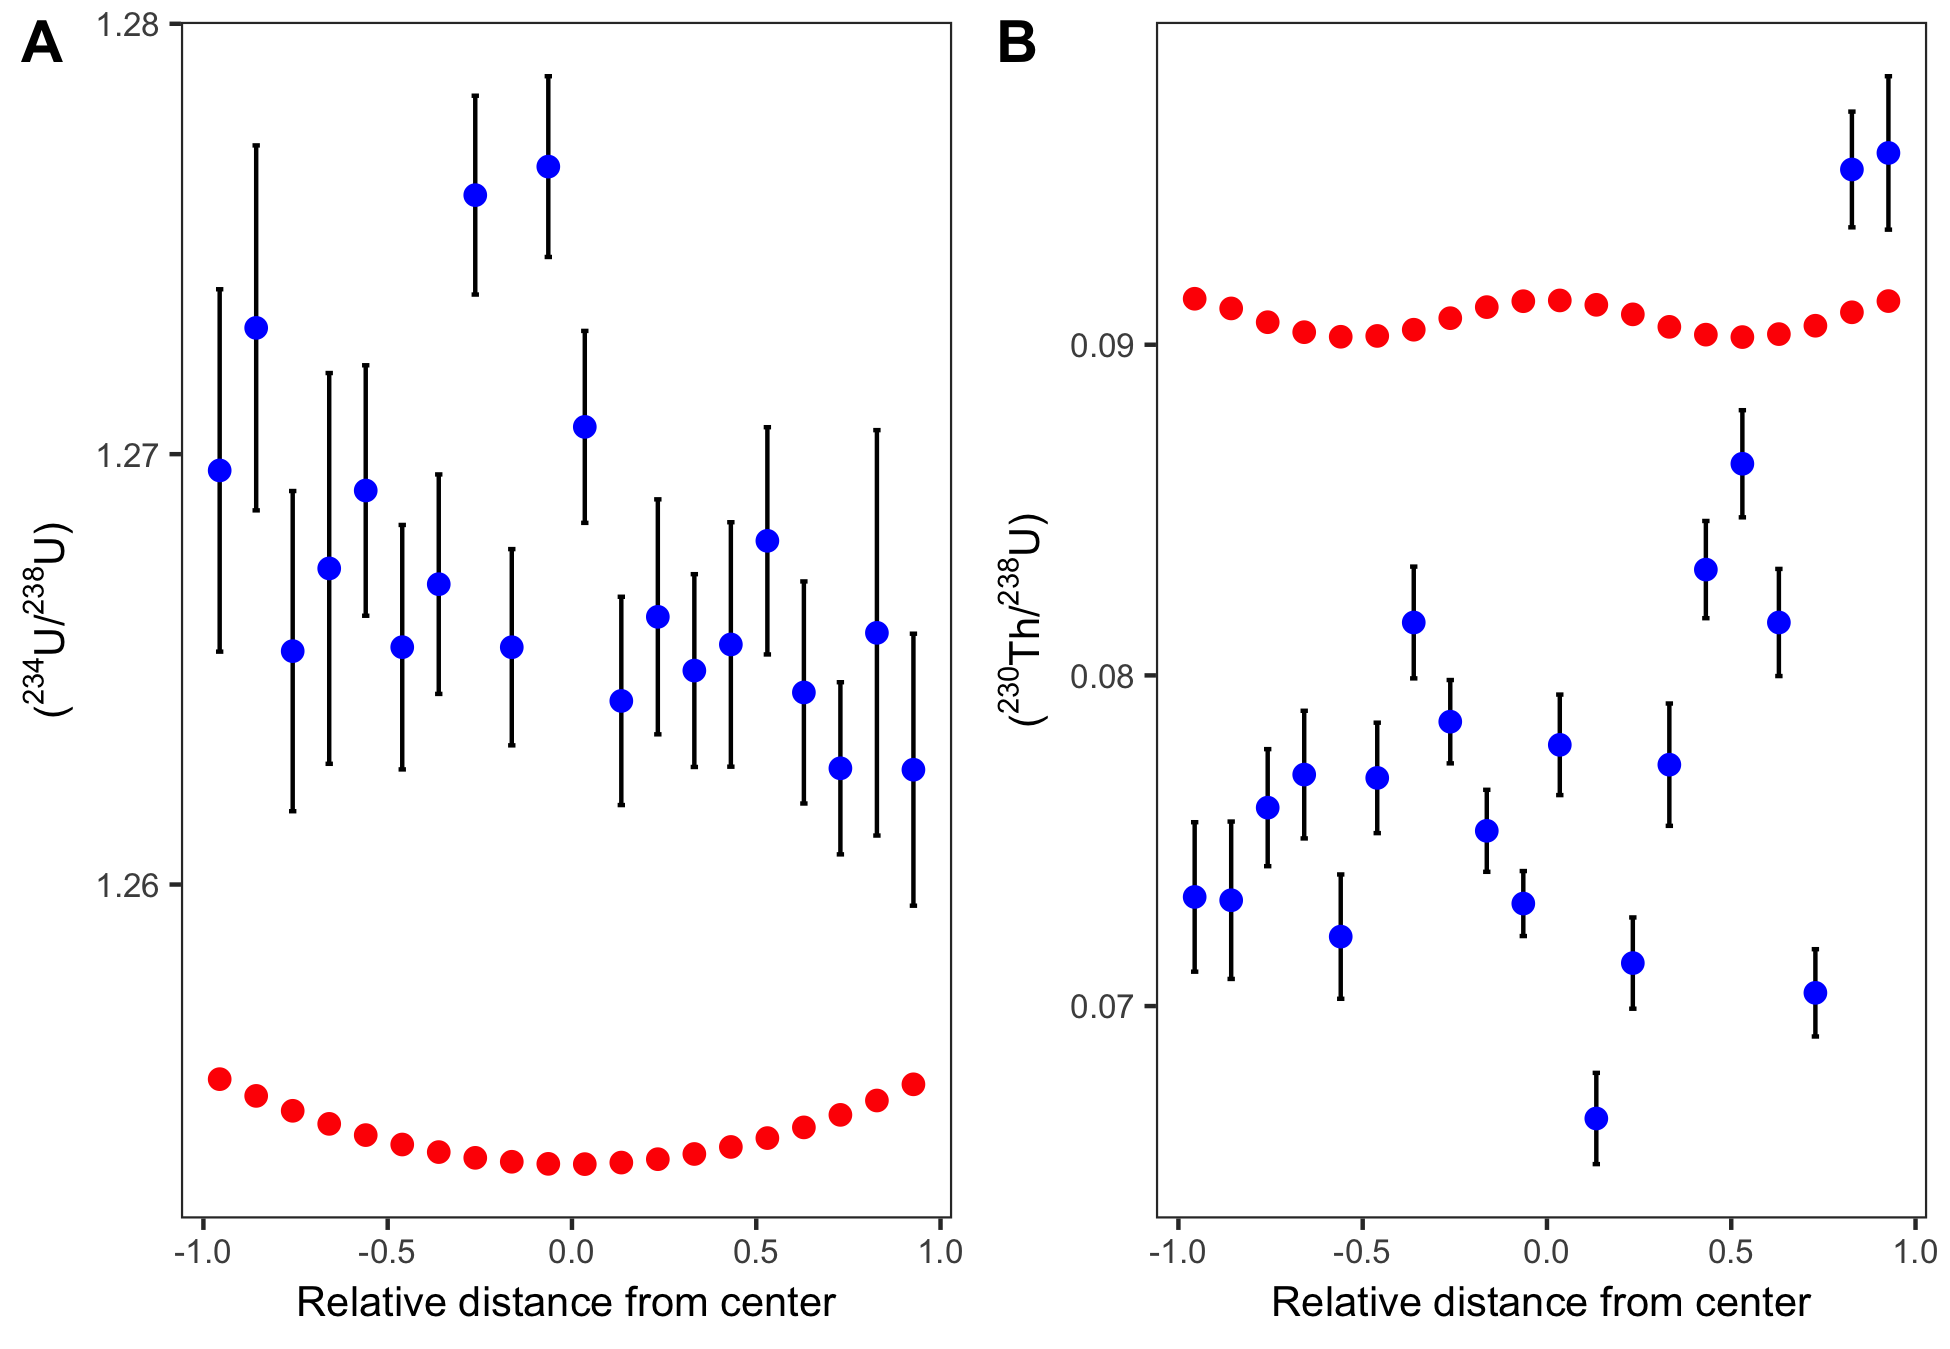 A
1.28
1.27
1.26
(²³⁴U/²³⁸U)
-1.0 -0.5 0.0 0.5 1.0
Relative distance from center
B
0.09
0.08
0.07
(²³⁰Th/²³⁸U)
-1.0 -0.5 0.0 0.5 1.0
Relative distance from center